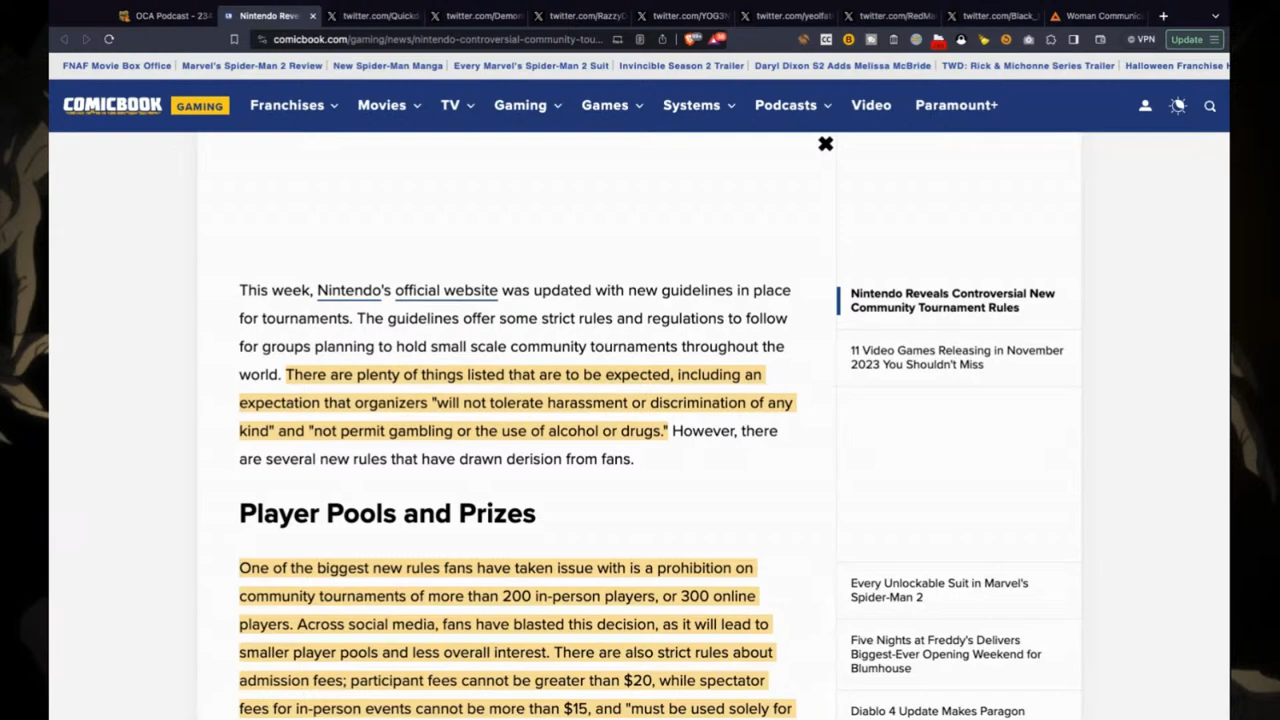 OCA Podcast - 234
Nintendo Reve
twitter.com/Quickd
twitter.com/Demon
twitter.com/RazzyD
twitter.com/YOG3N
twitter.com/yeolfat
twitter.com/RedMa
twitter.com/Black_
Woman Communic
comicbook.com/gaming/news/nintendo-controversial-community-tou...
VPN
Update
FNAF Movie Box Office
Marvel's Spider-Man 2 Review
New Spider-Man Manga
Every Marvel's Spider-Man 2 Suit
Invincible Season 2 Trailer
Daryl Dixon S2 Adds Melissa McBride
TWD: Rick & Michonne Series Trailer
Halloween Franchise
COMICBOOK GAMING
Franchises
Movies
TV
Gaming
Games
Systems
Podcasts
Video
Paramount+
This week, Nintendo's official website was updated with new guidelines in place
for tournaments. The guidelines offer some strict rules and regulations to follow
for groups planning to hold small scale community tournaments throughout the
world. There are plenty of things listed that are to be expected, including an
expectation that organizers "will not tolerate harassment or discrimination of any
kind" and "not permit gambling or the use of alcohol or drugs." However, there
are several new rules that have drawn derision from fans.
Player Pools and Prizes
One of the biggest new rules fans have taken issue with is a prohibition on
community tournaments of more than 200 in-person players, or 300 online
players. Across social media, fans have blasted this decision, as it will lead to
smaller player pools and less overall interest. There are also strict rules about
admission fees; participant fees cannot be greater than $20, while spectator
fees for in-person events cannot be more than $15, and "must be used solely for
Nintendo Reveals Controversial New
Community Tournament Rules
11 Video Games Releasing in November
2023 You Shouldn't Miss
Every Unlockable Suit in Marvel's
Spider-Man 2
Five Nights at Freddy's Delivers
Biggest-Ever Opening Weekend for
Blumhouse
Diablo 4 Update Makes Paragon